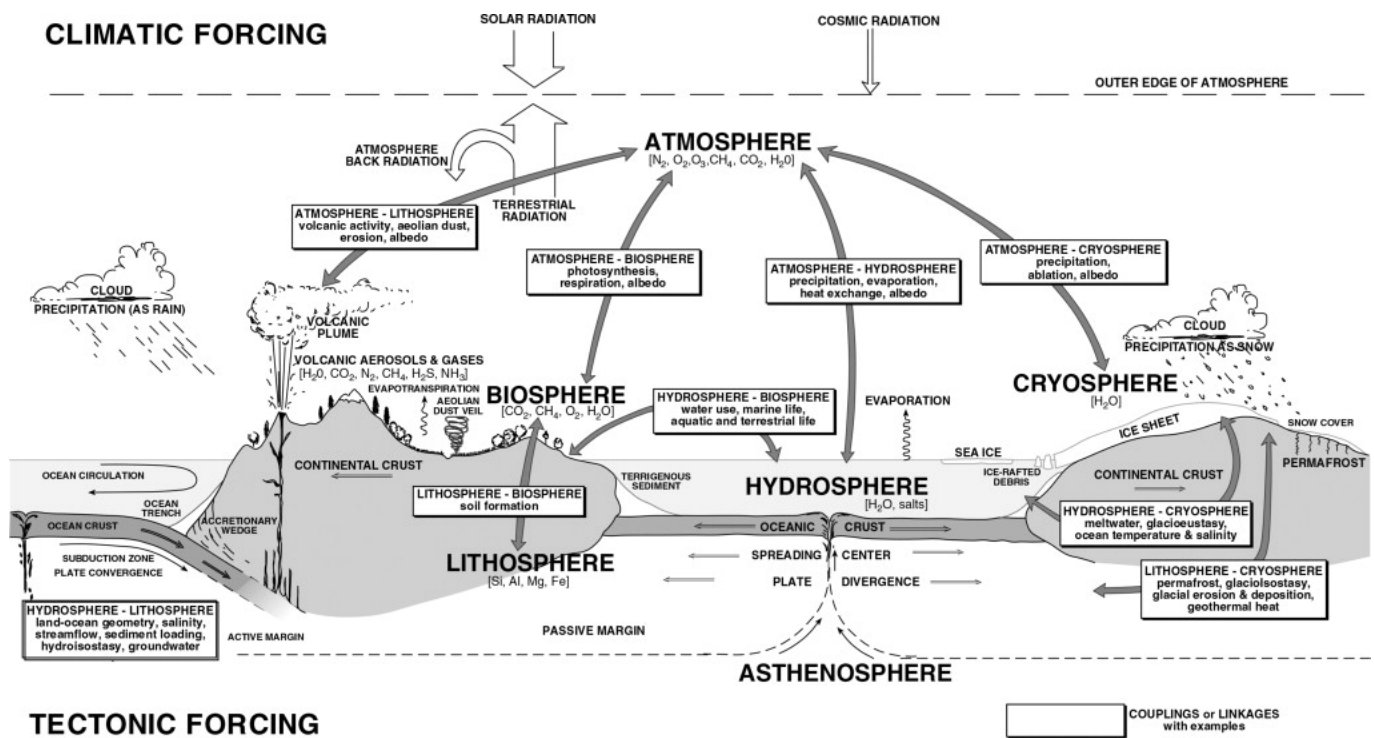 CLIMATIC FORCING
SOLAR RADIATION
COSMIC RADIATION
OUTER EDGE OF ATMOSPHERE
ATMOSPHERE
BACK RADIATION
ATMOSPHERE
[N2, O2,O3,CH4, CO2, H20]
TERRESTRIAL
RADIATION
ATMOSPHERE - LITHOSPHERE
volcanic activity, aeolian dust,
erosion, albedo
ATMOSPHERE - BIOSPHERE
photosynthesis,
respiration, albedo
ATMOSPHERE - HYDROSPHERE
precipitation, evaporation,
heat exchange, albedo
ATMOSPHERE - CRYOSPHERE
precipitation,
ablation, albedo
CLOUD
PRECIPITATION (AS RAIN)
VOLCANIC
PLUME
CLOUD
PRECIPITATION AS SNOW
VOLCANIC AEROSOLS & GASES
[H20, CO2, N2, CH4, H2S, NH3]
EVAPOTRANSPIRATION
AEOLIAN
DUST VEIL
BIOSPHERE
[CO2, CH4, O2, H2O]
HYDROSPHERE - BIOSPHERE
water use, marine life,
aquatic and terrestrial life
EVAPORATION
CRYOSPHERE
[H2O]
ICE SHEET
SNOW COVER
PERMAFROST
SEA ICE
ICE-RAFTED
DEBRIS
OCEAN CIRCULATION
CONTINENTAL CRUST
TERRIGENOUS
SEDIMENT
CONTINENTAL CRUST
LITHOSPHERE - BIOSPHERE
soil formation
HYDROSPHERE
[H2O, salts]
OCEAN
TRENCH
ACCRETIONARY
WEDGE
OCEAN CRUST
OCEANIC CRUST
HYDROSPHERE - CRYOSPHERE
meltwater, glacioeustasy,
ocean temperature & salinity
SUBDUCTION ZONE
PLATE CONVERGENCE
LITHOSPHERE
[Si, Al, Mg, Fe]
SPREADING CENTER
PLATE DIVERGENCE
LITHOSPHERE - CRYOSPHERE
permafrost, glaciolsostasy,
glacial erosion & deposition,
geothermal heat
HYDROSPHERE - LITHOSPHERE
land-ocean geometry, salinity,
streamflow, sediment loading,
hydroisostasy, groundwater
ACTIVE MARGIN
PASSIVE MARGIN
ASTHENOSPHERE
TECTONIC FORCING
COUPLINGS or LINKAGES
with examples